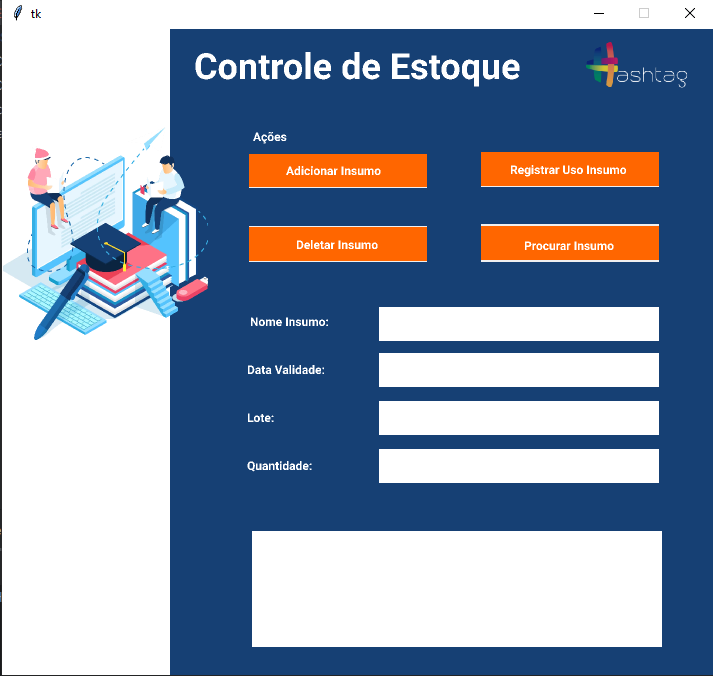 tk
Controle de Estoque
ashtag
Ações
Adicionar Insumo
Registrar Uso Insumo
Deletar Insumo
Procurar Insumo
Nome Insumo:
Data Validade:
Lote:
Quantidade: